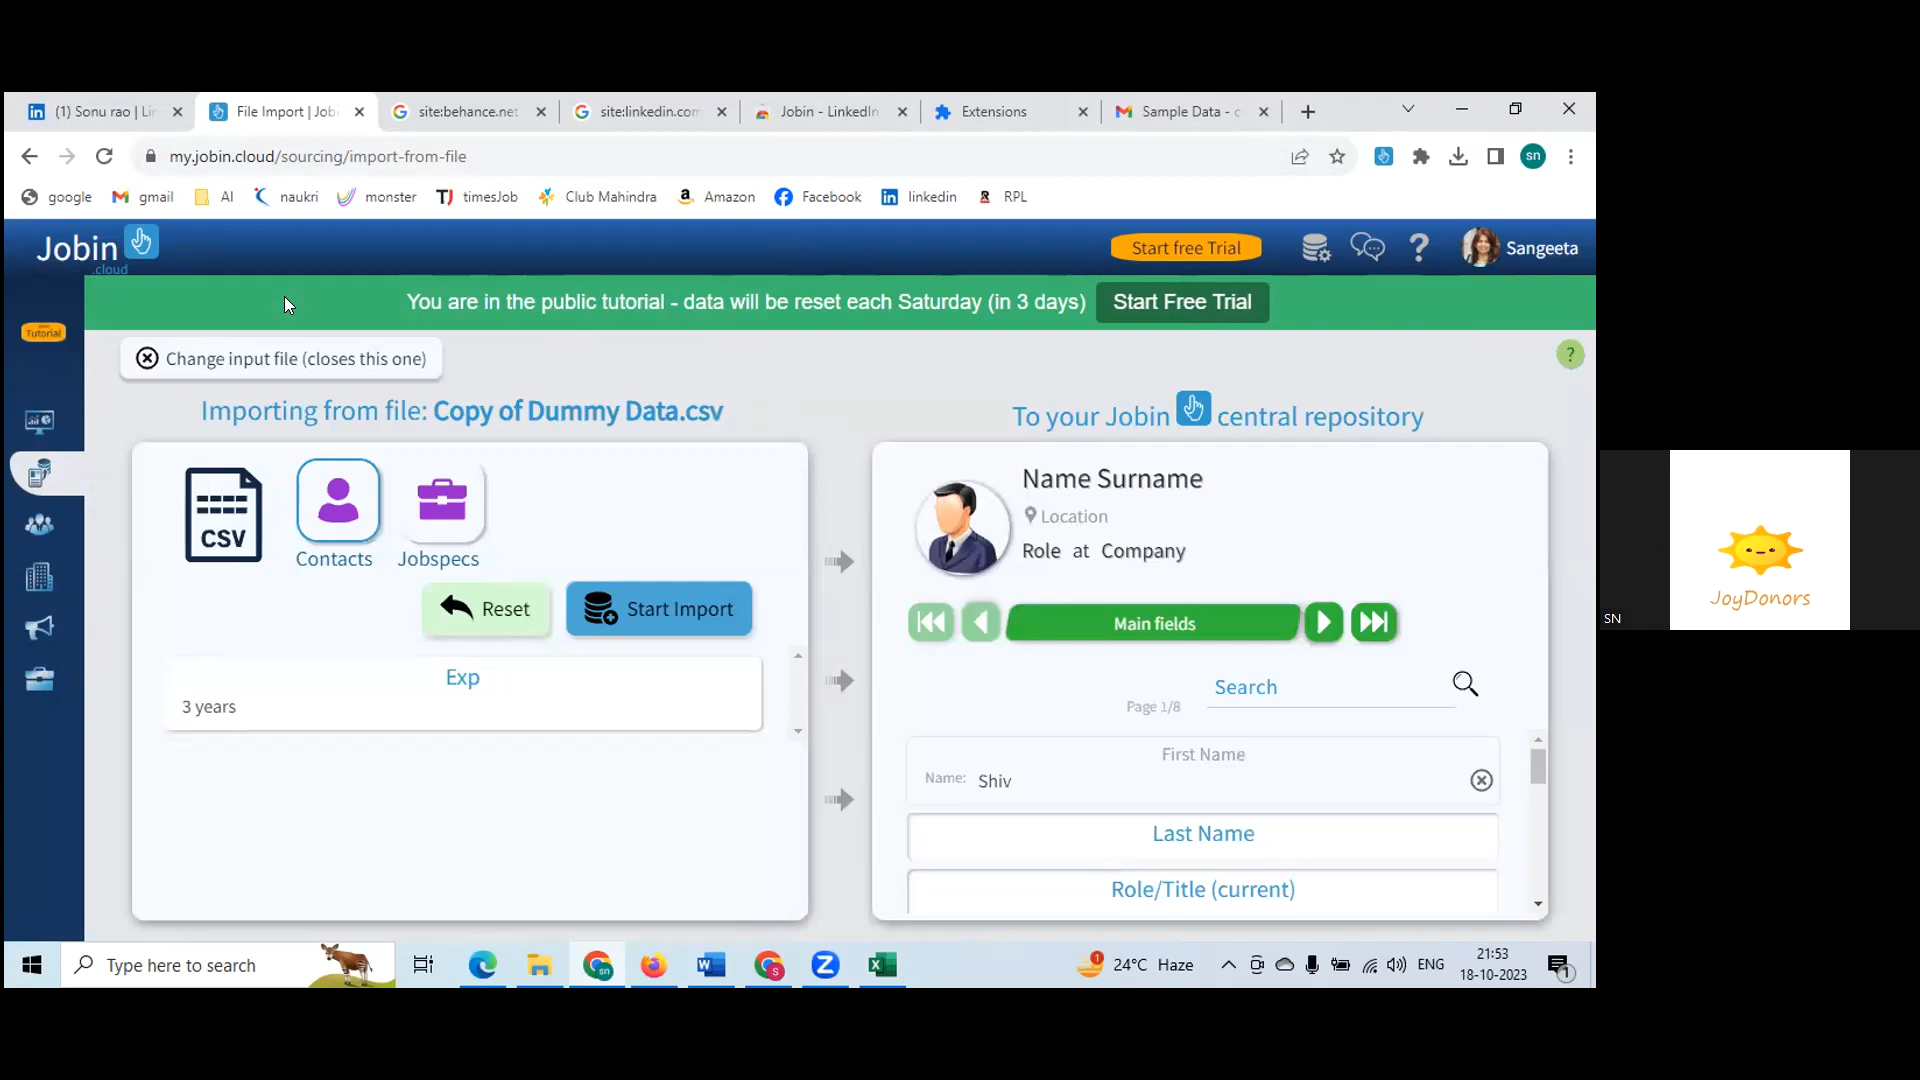 (1) Sonu rao | Lin
File Import | Job
site:behance.net
site:linkedin.com
Jobin - LinkedIn
Extensions
Sample Data - c
my.jobin.cloud/sourcing/import-from-file
sn
google
gmail
AI
naukri
monster
TJ timesJob
Club Mahindra
Amazon
Facebook
linkedin
RPL
Jobin
.cloud
Start free Trial
?
Sangeeta
You are in the public tutorial - data will be reset each Saturday (in 3 days)
Start Free Trial
Tutorial
Change input file (closes this one)
?
Importing from file: Copy of Dummy Data.csv
To your Jobin central repository
CSV
Contacts
Jobspecs
Reset
Start Import
Exp
3 years
Name Surname
Location
Role at Company
Main fields
Search
Page 1/8
First Name
Name: Shiv
Last Name
Role/Title (current)
JoyDonors
SN
Type here to search
24°C Haze
ENG
21:53
18-10-2023
1